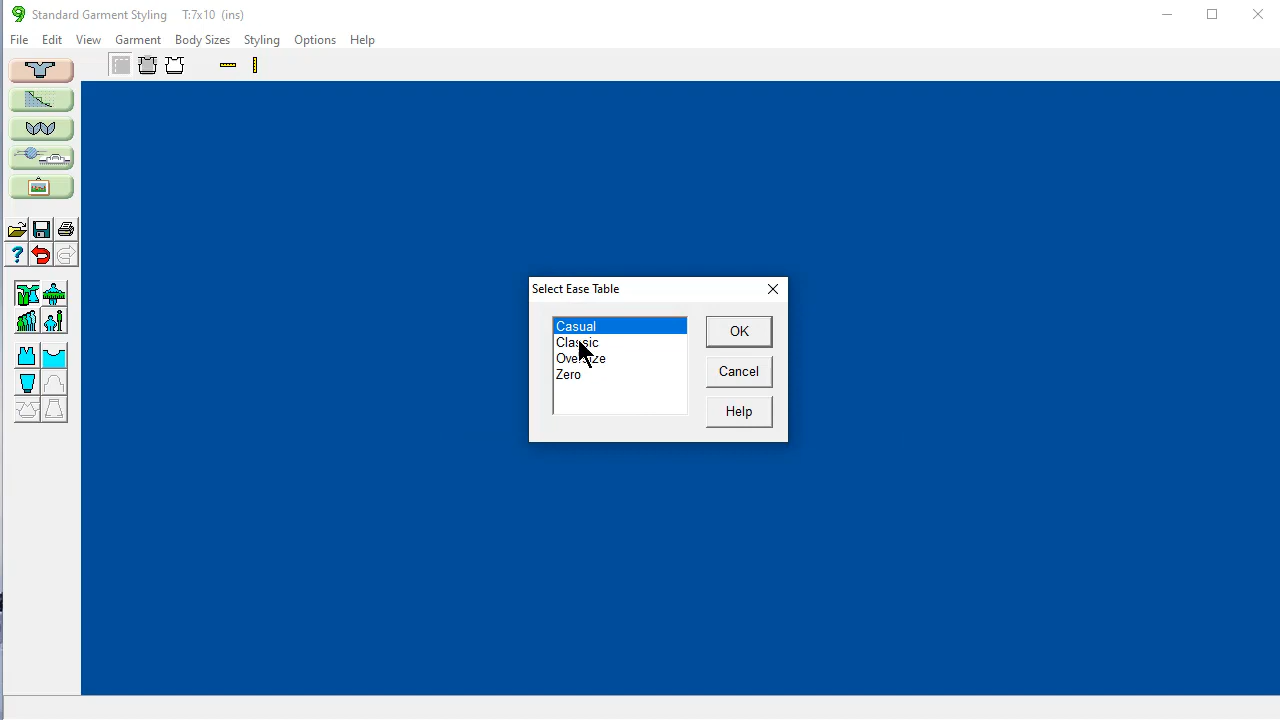 Standard Garment Styling T:7x10 (ins)
File Edit View Garment Body Sizes Styling Options Help
Select Ease Table
Casual
Classic
Oversize
Zero
OK
Cancel
Help